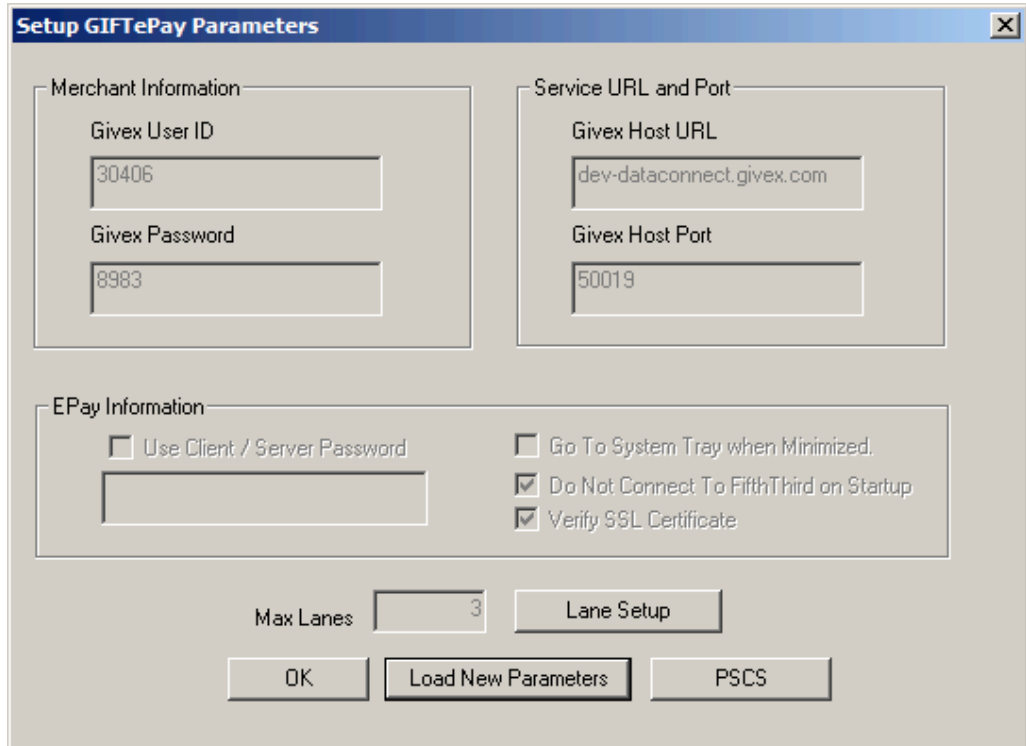 Setup GIFTePay Parameters
Merchant Information
Givex User ID
30406
Givex Password
8983
Service URL and Port
Givex Host URL
dev-dataconnect.givex.com
Givex Host Port
50019
EPay Information
Use Client / Server Password
Go To System Tray when Minimized.
Do Not Connect To FifthThird on Startup
Verify SSL Certificate
Max Lanes 3 Lane Setup
OK Load New Parameters PSCS